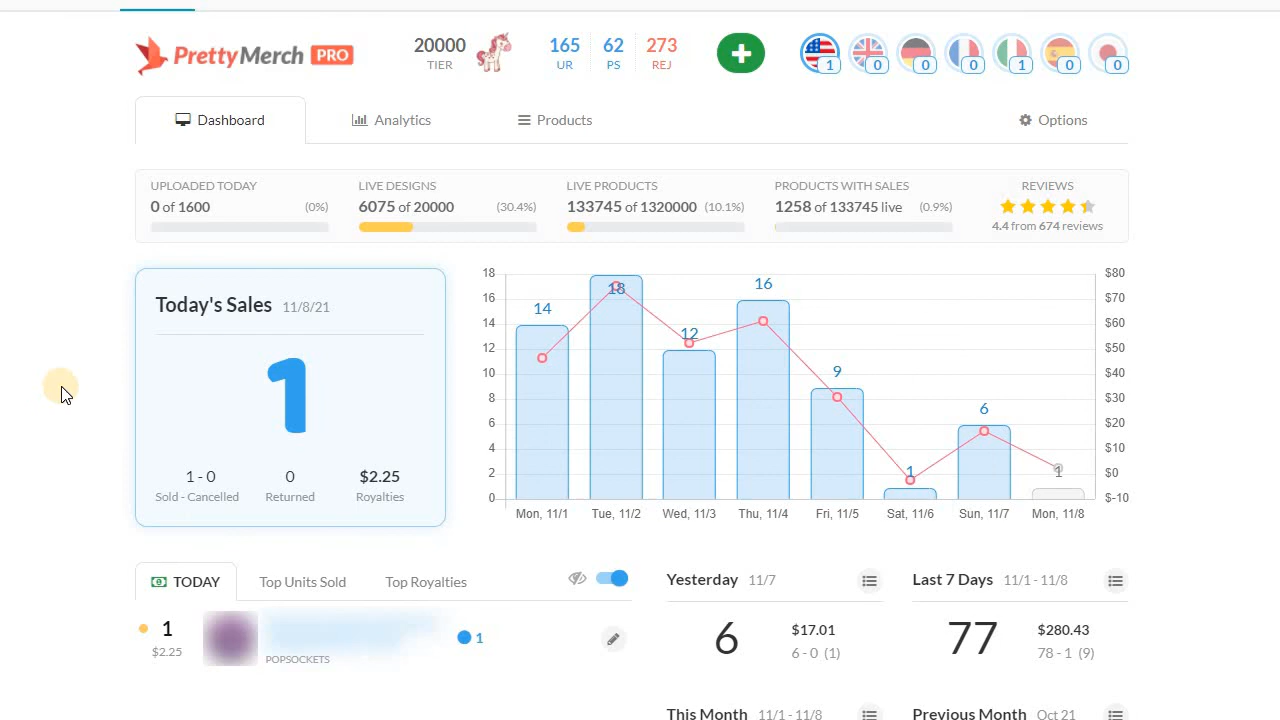 PrettyMerch PRO
20000
TIER
165
UR
62
PS
273
REJ
1
0
0
0
1
0
0
Dashboard
Analytics
Products
Options
UPLOADED TODAY
0 of 1600 (0%)
LIVE DESIGNS
6075 of 20000 (30.4%)
LIVE PRODUCTS
133745 of 1320000 (10.1%)
PRODUCTS WITH SALES
1258 of 133745 live (0.9%)
REVIEWS
4.4 from 674 reviews
Today's Sales 11/8/21
1
1 - 0
Sold - Cancelled
0
Returned
$2.25
Royalties
18
16
14
12
10
8
6
4
2
0
14
18
12
16
9
1
6
1
$80
$70
$60
$50
$40
$30
$20
$10
$0
$-10
Mon, 11/1
Tue, 11/2
Wed, 11/3
Thu, 11/4
Fri, 11/5
Sat, 11/6
Sun, 11/7
Mon, 11/8
TODAY
Top Units Sold
Top Royalties
1
$2.25
POPSOCKETS
1
Yesterday 11/7
6
$17.01
6 - 0 (1)
Last 7 Days 11/1 - 11/8
77
$280.43
78 - 1 (9)
This Month 11/1 - 11/8
Previous Month Oct 21